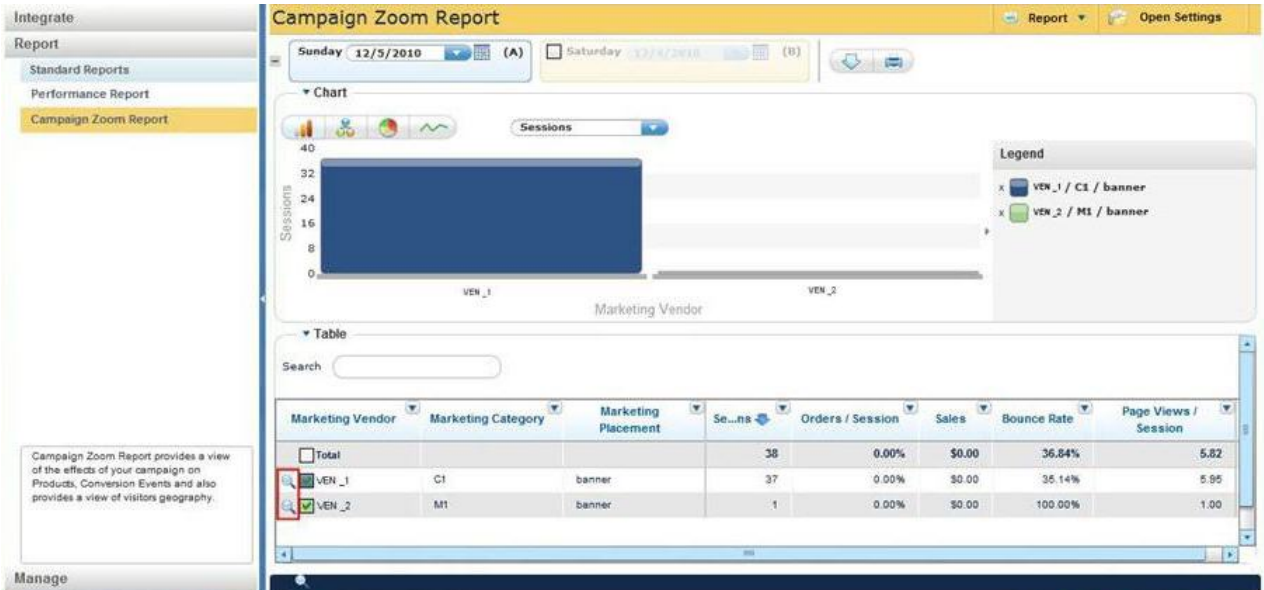 Integrate
Report
Standard Reports
Performance Report
Campaign Zoom Report
Campaign Zoom Report provides a view
of the effects of your campaign on
Products, Conversion Events and also
provides a view of visitors geography.
Manage
Campaign Zoom Report
Report
Open Settings
Sunday 12/5/2010 (A)
Saturday 12/4/2010 (B)
Chart
Sessions
40
32
24
16
8
0
Sessions
VEN_1
VEN_2
Marketing Vendor
Legend
x VEN_1 / C1 / banner
x VEN_2 / M1 / banner
Table
Search
Marketing Vendor Marketing Category Marketing Placement Se...ns Orders / Session Sales Bounce Rate Page Views / Session
Total 38 0.00% $0.00 36.84% 5.82
VEN_1 C1 banner 37 0.00% $0.00 35.14% 5.95
VEN_2 M1 banner 1 0.00% $0.00 100.00% 1.00